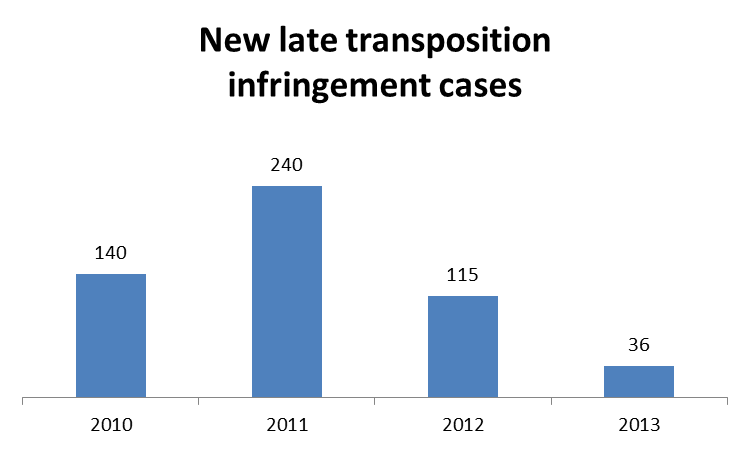 New late transposition
infringement cases
240
140
115
36
2010 2011 2012 2013